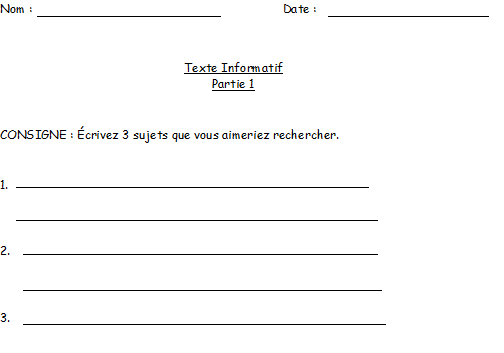 Nom : Date :
Texte Informatif
Partie 1
CONSIGNE : Écrivez 3 sujets que vous aimeriez rechercher.
1.
2.
3.